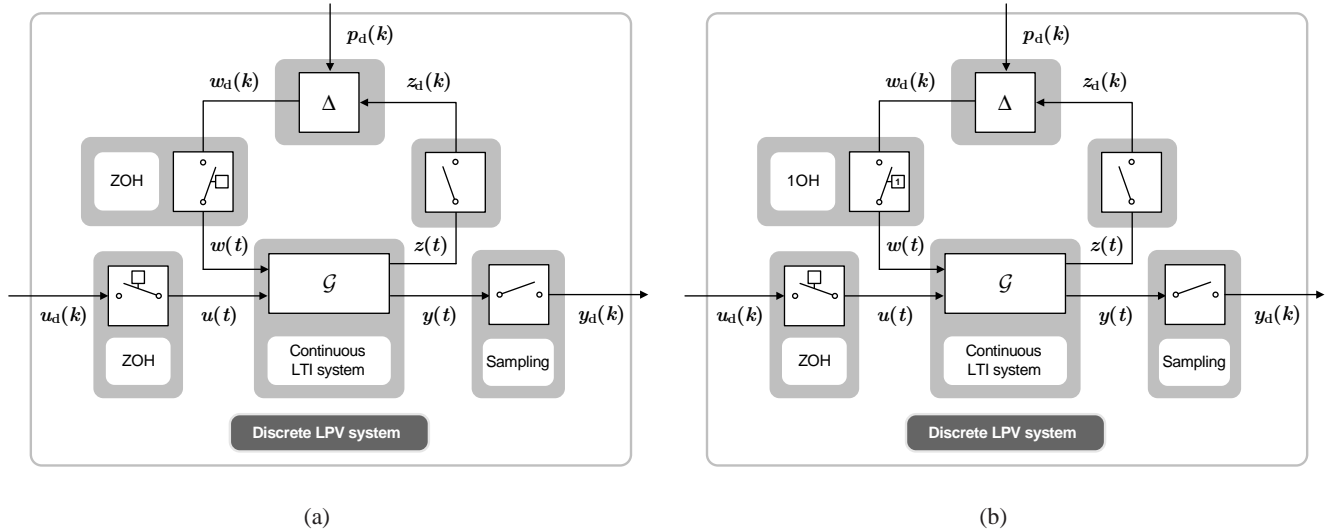 p_d(k)
w_d(k)
z_d(k)
Δ
ZOH
w(t)
z(t)
G
u_d(k)
u(t)
y(t)
y_d(k)
ZOH
Continuous
LTI system
Sampling
Discrete LPV system
(a)
p_d(k)
w_d(k)
z_d(k)
Δ
1OH
1
w(t)
z(t)
G
u_d(k)
u(t)
y(t)
y_d(k)
ZOH
Continuous
LTI system
Sampling
Discrete LPV system
(b)